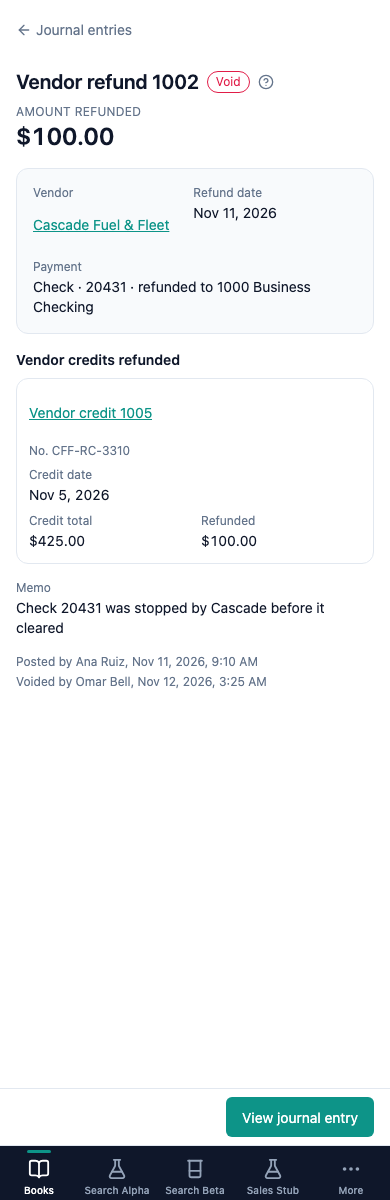 Journal entries
Vendor refund 1002 Void
AMOUNT REFUNDED
$100.00
Vendor
Cascade Fuel & Fleet
Refund date
Nov 11, 2026
Payment
Check · 20431 · refunded to 1000 Business
Checking
Vendor credits refunded
Vendor credit 1005
No. CFF-RC-3310
Credit date
Nov 5, 2026
Credit total
$425.00
Refunded
$100.00
Memo
Check 20431 was stopped by Cascade before it
cleared
Posted by Ana Ruiz, Nov 11, 2026, 9:10 AM
Voided by Omar Bell, Nov 12, 2026, 3:25 AM
View journal entry
Books
Search Alpha
Search Beta
Sales Stub
More